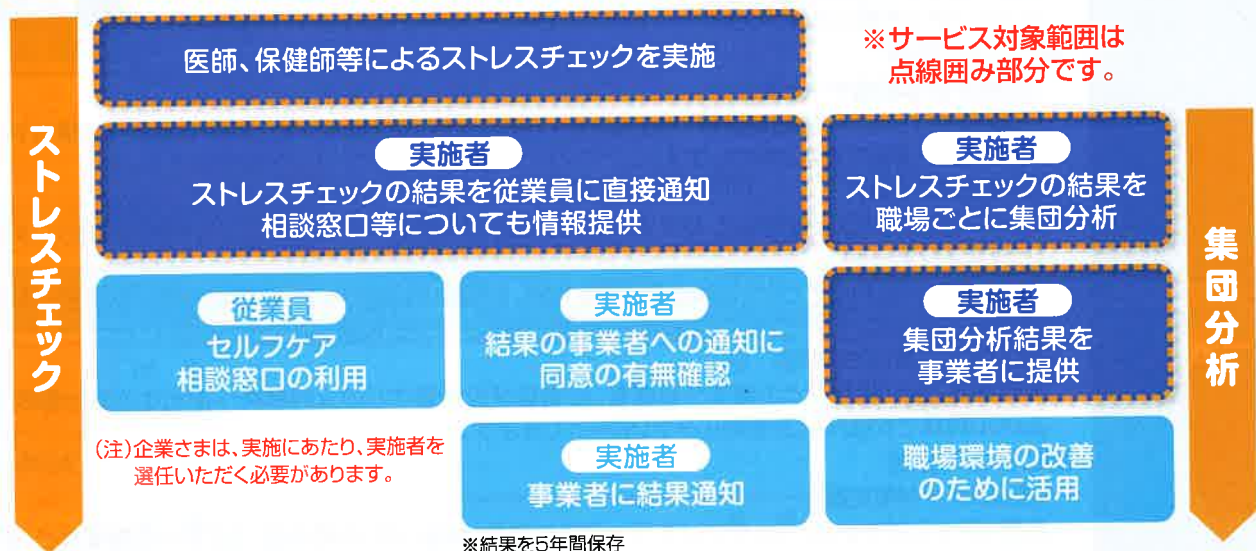 ストレスチェック
医師、保健師等によるストレスチェックを実施
※サービス対象範囲は
点線囲み部分です。
実施者
ストレスチェックの結果を従業員に直接通知
相談窓口等についても情報提供
実施者
ストレスチェックの結果を
職場ごとに集団分析
集団分析
従業員
セルフケア
相談窓口の利用
実施者
結果の事業者への通知に
同意の有無確認
実施者
集団分析結果を
事業者に提供
(注)企業さまは、実施にあたり、実施者を
選任いただく必要があります。
実施者
事業者に結果通知
職場環境の改善
のために活用
※結果を5年間保存